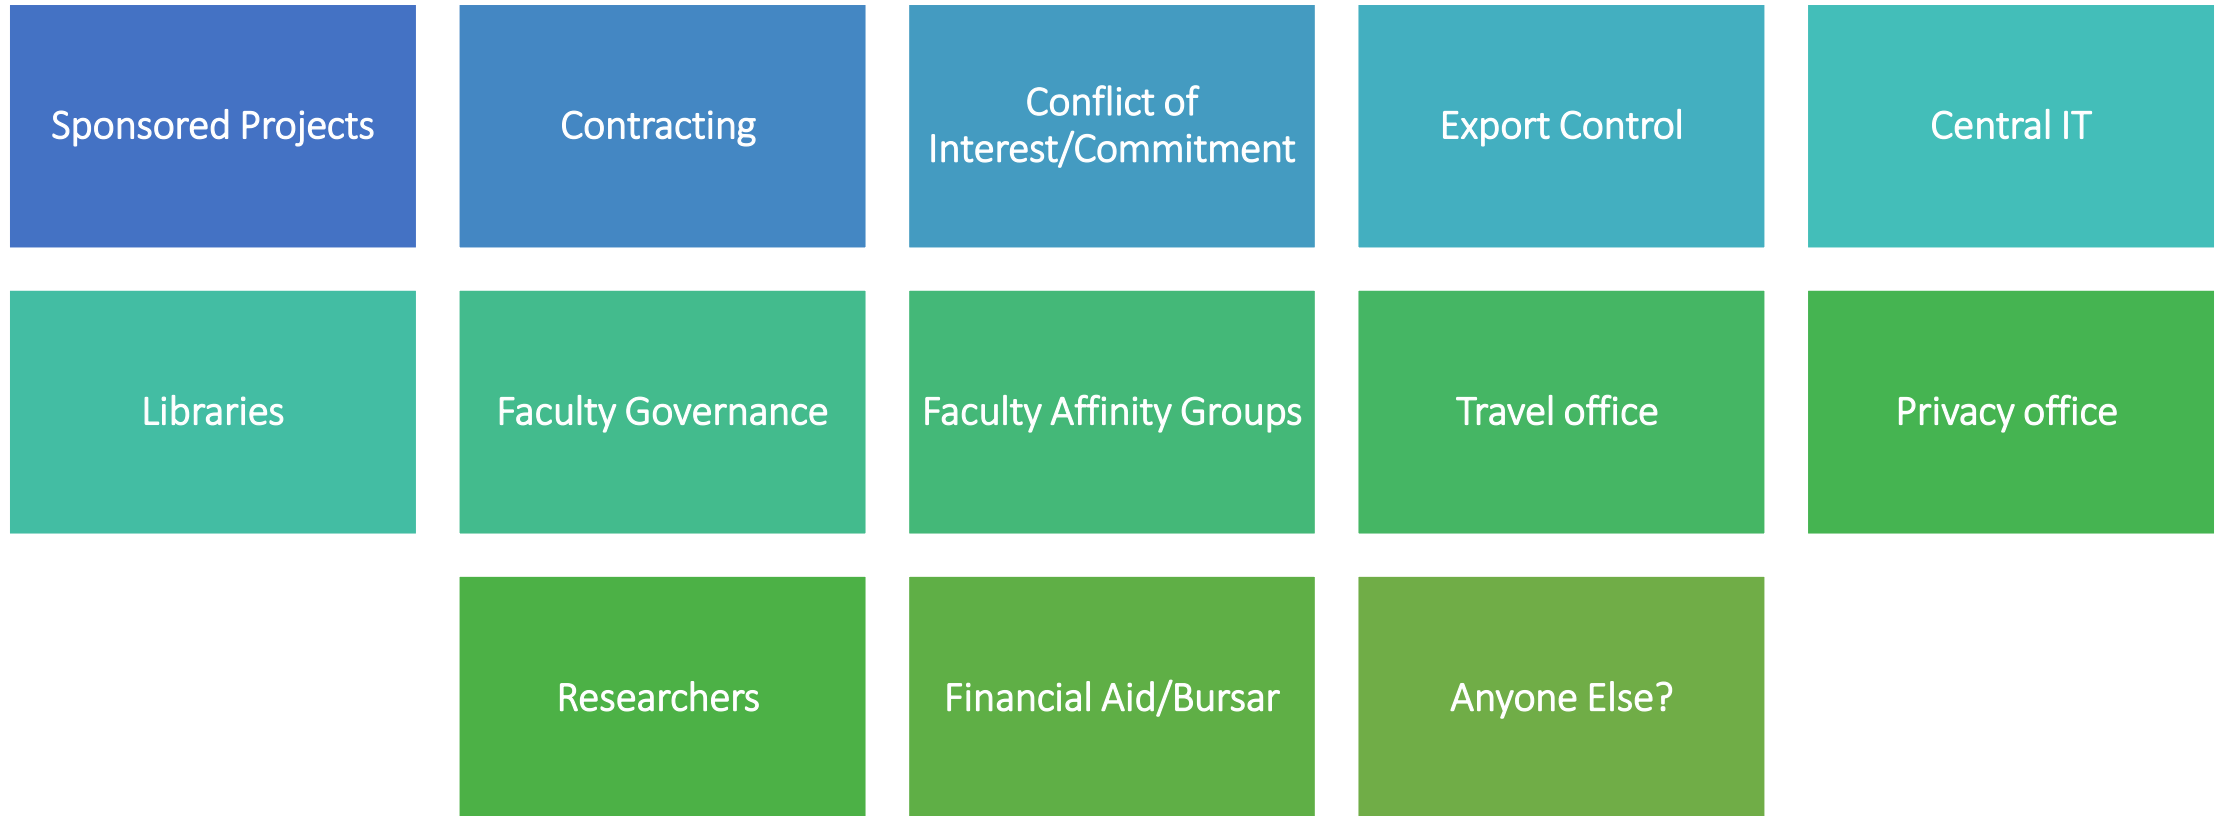 Sponsored Projects
Contracting
Conflict of
Interest/Commitment
Export Control
Central IT
Libraries
Faculty Governance
Faculty Affinity Groups
Travel office
Privacy office
Researchers
Financial Aid/Bursar
Anyone Else?